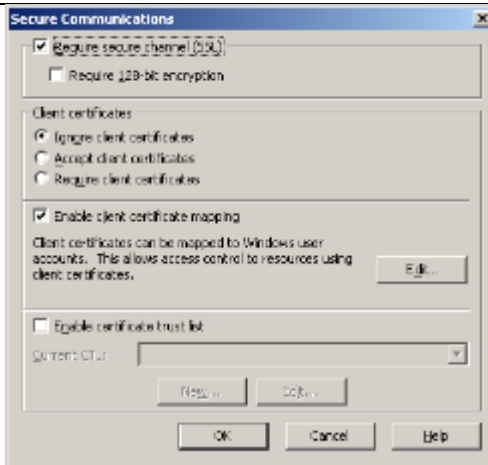 Secure Communications
Require secure channel (SSL)
Require 128-bit encryption
Client certificates
Ignore client certificates
Accept client certificates
Require client certificates
Enable client certificate mapping
Client certificates can be mapped to Windows user
accounts. This allows access control to resources using
client certificates.
Edit...
Enable certificate trust list
Current CTL:
New... Edit...
OK Cancel Help